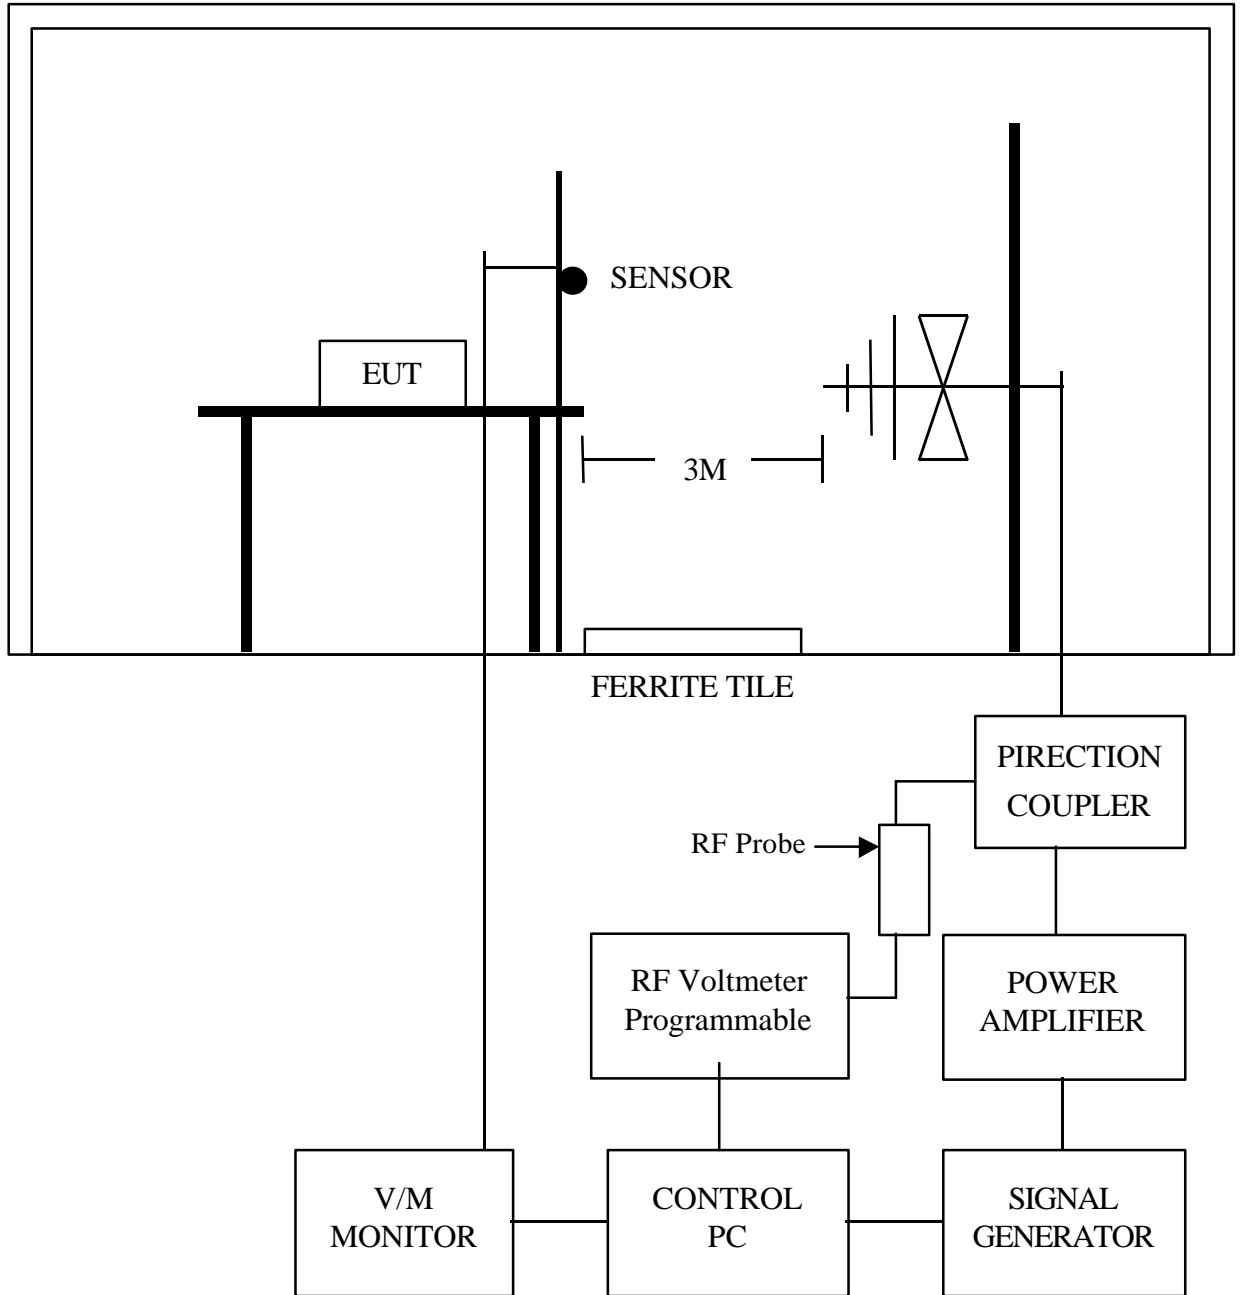 SENSOR
EUT
3M
FERRITE TILE
PIRECTION
COUPLER
RF Probe
RF Voltmeter
Programmable
POWER
AMPLIFIER
V/M
MONITOR
CONTROL
PC
SIGNAL
GENERATOR